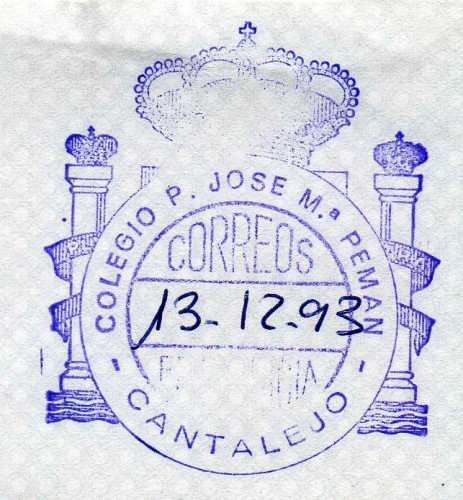 COLEGIO P. JOSE M.ª PEMAN
CORREOS
13-12-93
- CANTALEJO -